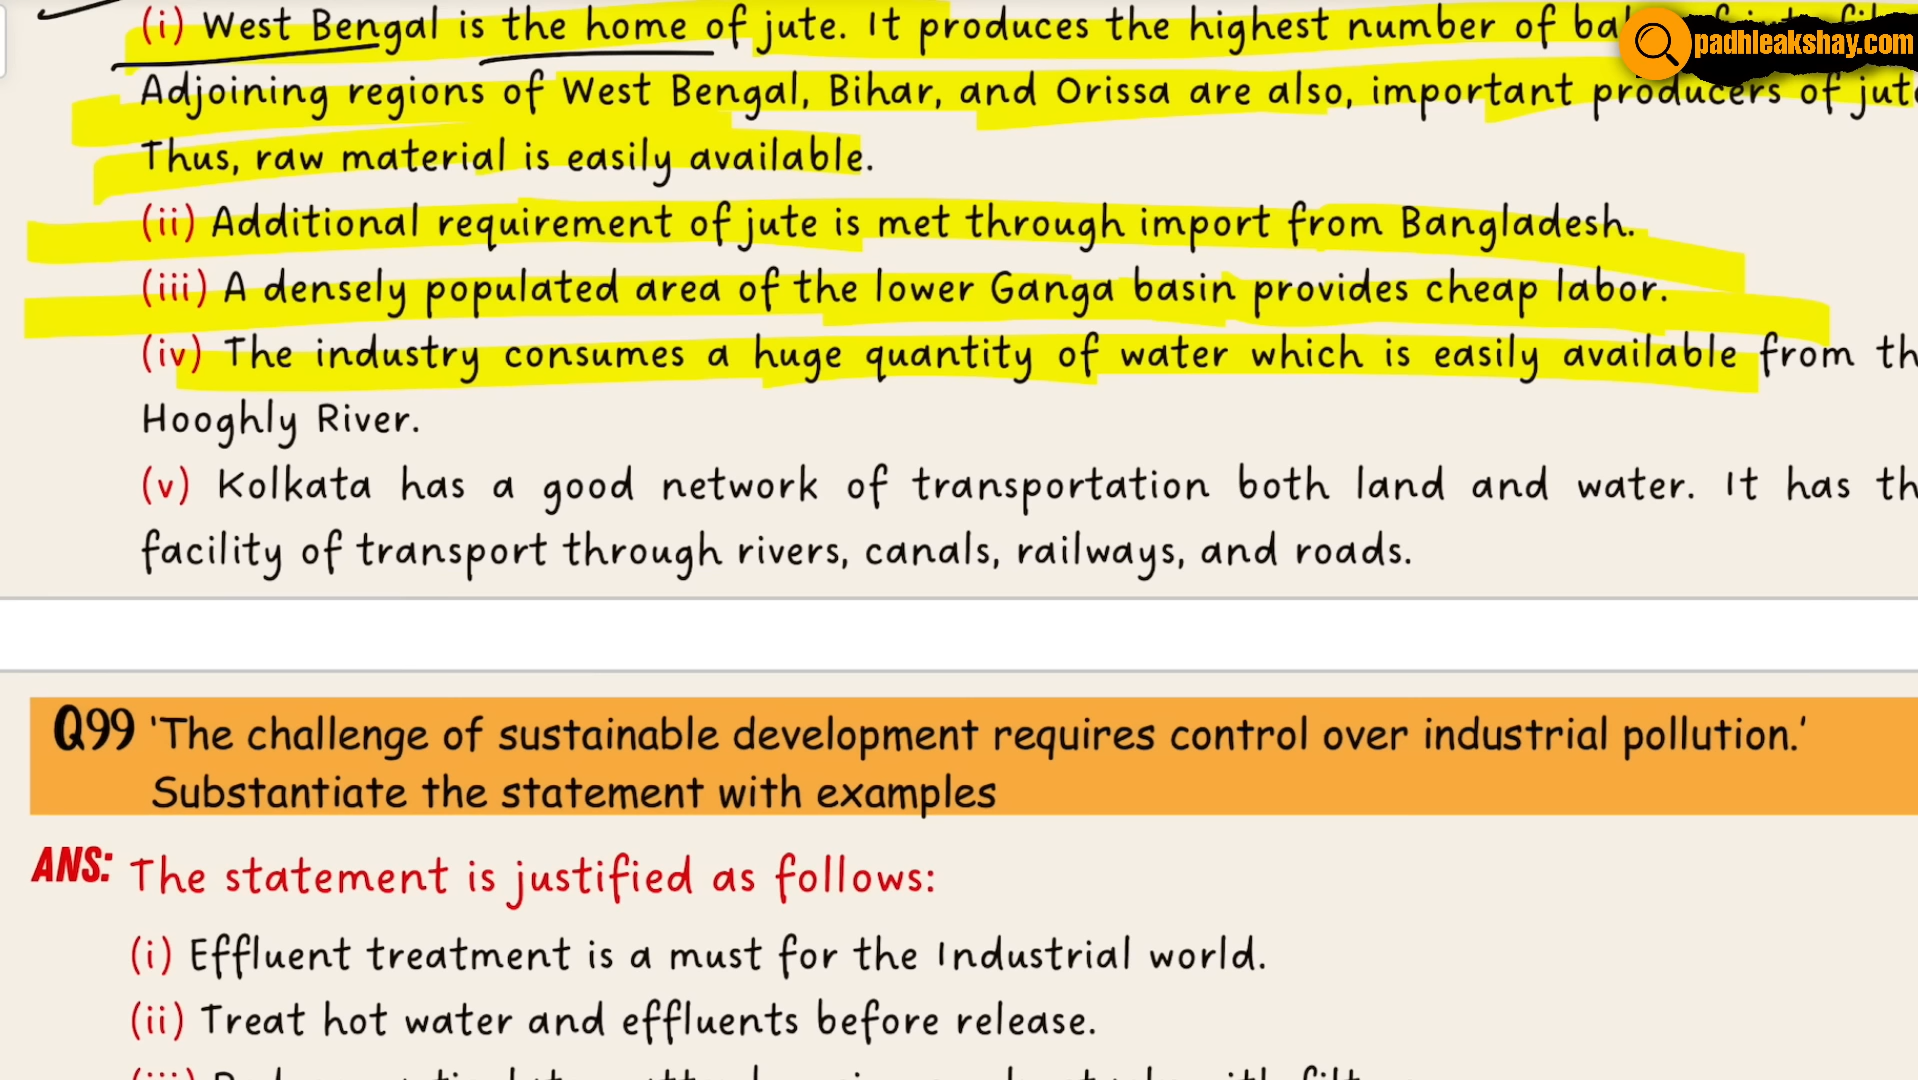 (i) West Bengal is the home of jute. It produces the highest number of
padhleakshay.com
Adjoining regions of West Bengal, Bihar, and Orissa are also, important producers of
Thus, raw material is easily available.
(ii) Additional requirement of jute is met through import from Bangladesh.
(iii) A densely populated area of the lower Ganga basin provides cheap labor.
(iv) The industry consumes a huge quantity of water which is easily available from
Hooghly River.
(v) Kolkata has a good network of transportation both land and water. It has
facility of transport through rivers, canals, railways, and roads.
Q99 'The challenge of sustainable development requires control over industrial pollution.'
Substantiate the statement with examples
ANS: The statement is justified as follows:
(i) Effluent treatment is a must for the Industrial world.
(ii) Treat hot water and effluents before release.